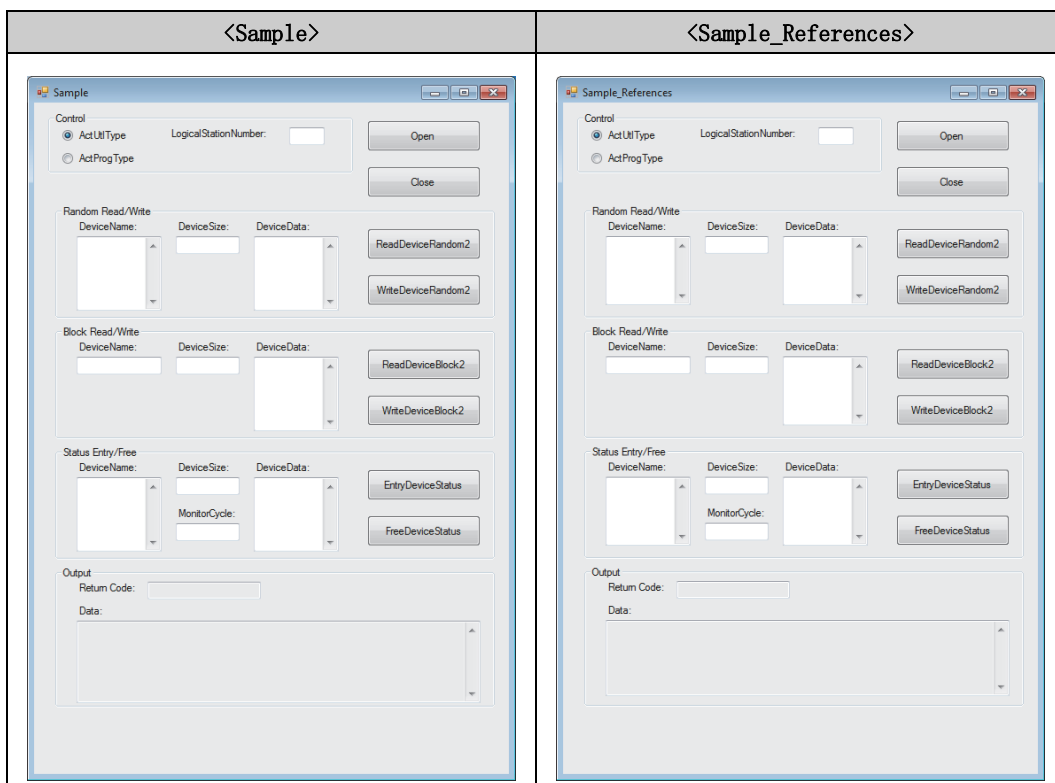 <Sample>
<Sample_References>
Sample
Control
ActUtlType
LogicalStationNumber:
Open
ActProgType
Close
Random Read/Write
DeviceName:
DeviceSize:
DeviceData:
ReadDeviceRandom2
WriteDeviceRandom2
Block Read/Write
DeviceName:
DeviceSize:
DeviceData:
ReadDeviceBlock2
WriteDeviceBlock2
Status Entry/Free
DeviceName:
DeviceSize:
DeviceData:
EntryDeviceStatus
MonitorCycle:
FreeDeviceStatus
Output
Return Code:
Data:
Sample_References
Control
ActUtlType
LogicalStationNumber:
Open
ActProgType
Close
Random Read/Write
DeviceName:
DeviceSize:
DeviceData:
ReadDeviceRandom2
WriteDeviceRandom2
Block Read/Write
DeviceName:
DeviceSize:
DeviceData:
ReadDeviceBlock2
WriteDeviceBlock2
Status Entry/Free
DeviceName:
DeviceSize:
DeviceData:
EntryDeviceStatus
MonitorCycle:
FreeDeviceStatus
Output
Return Code:
Data: